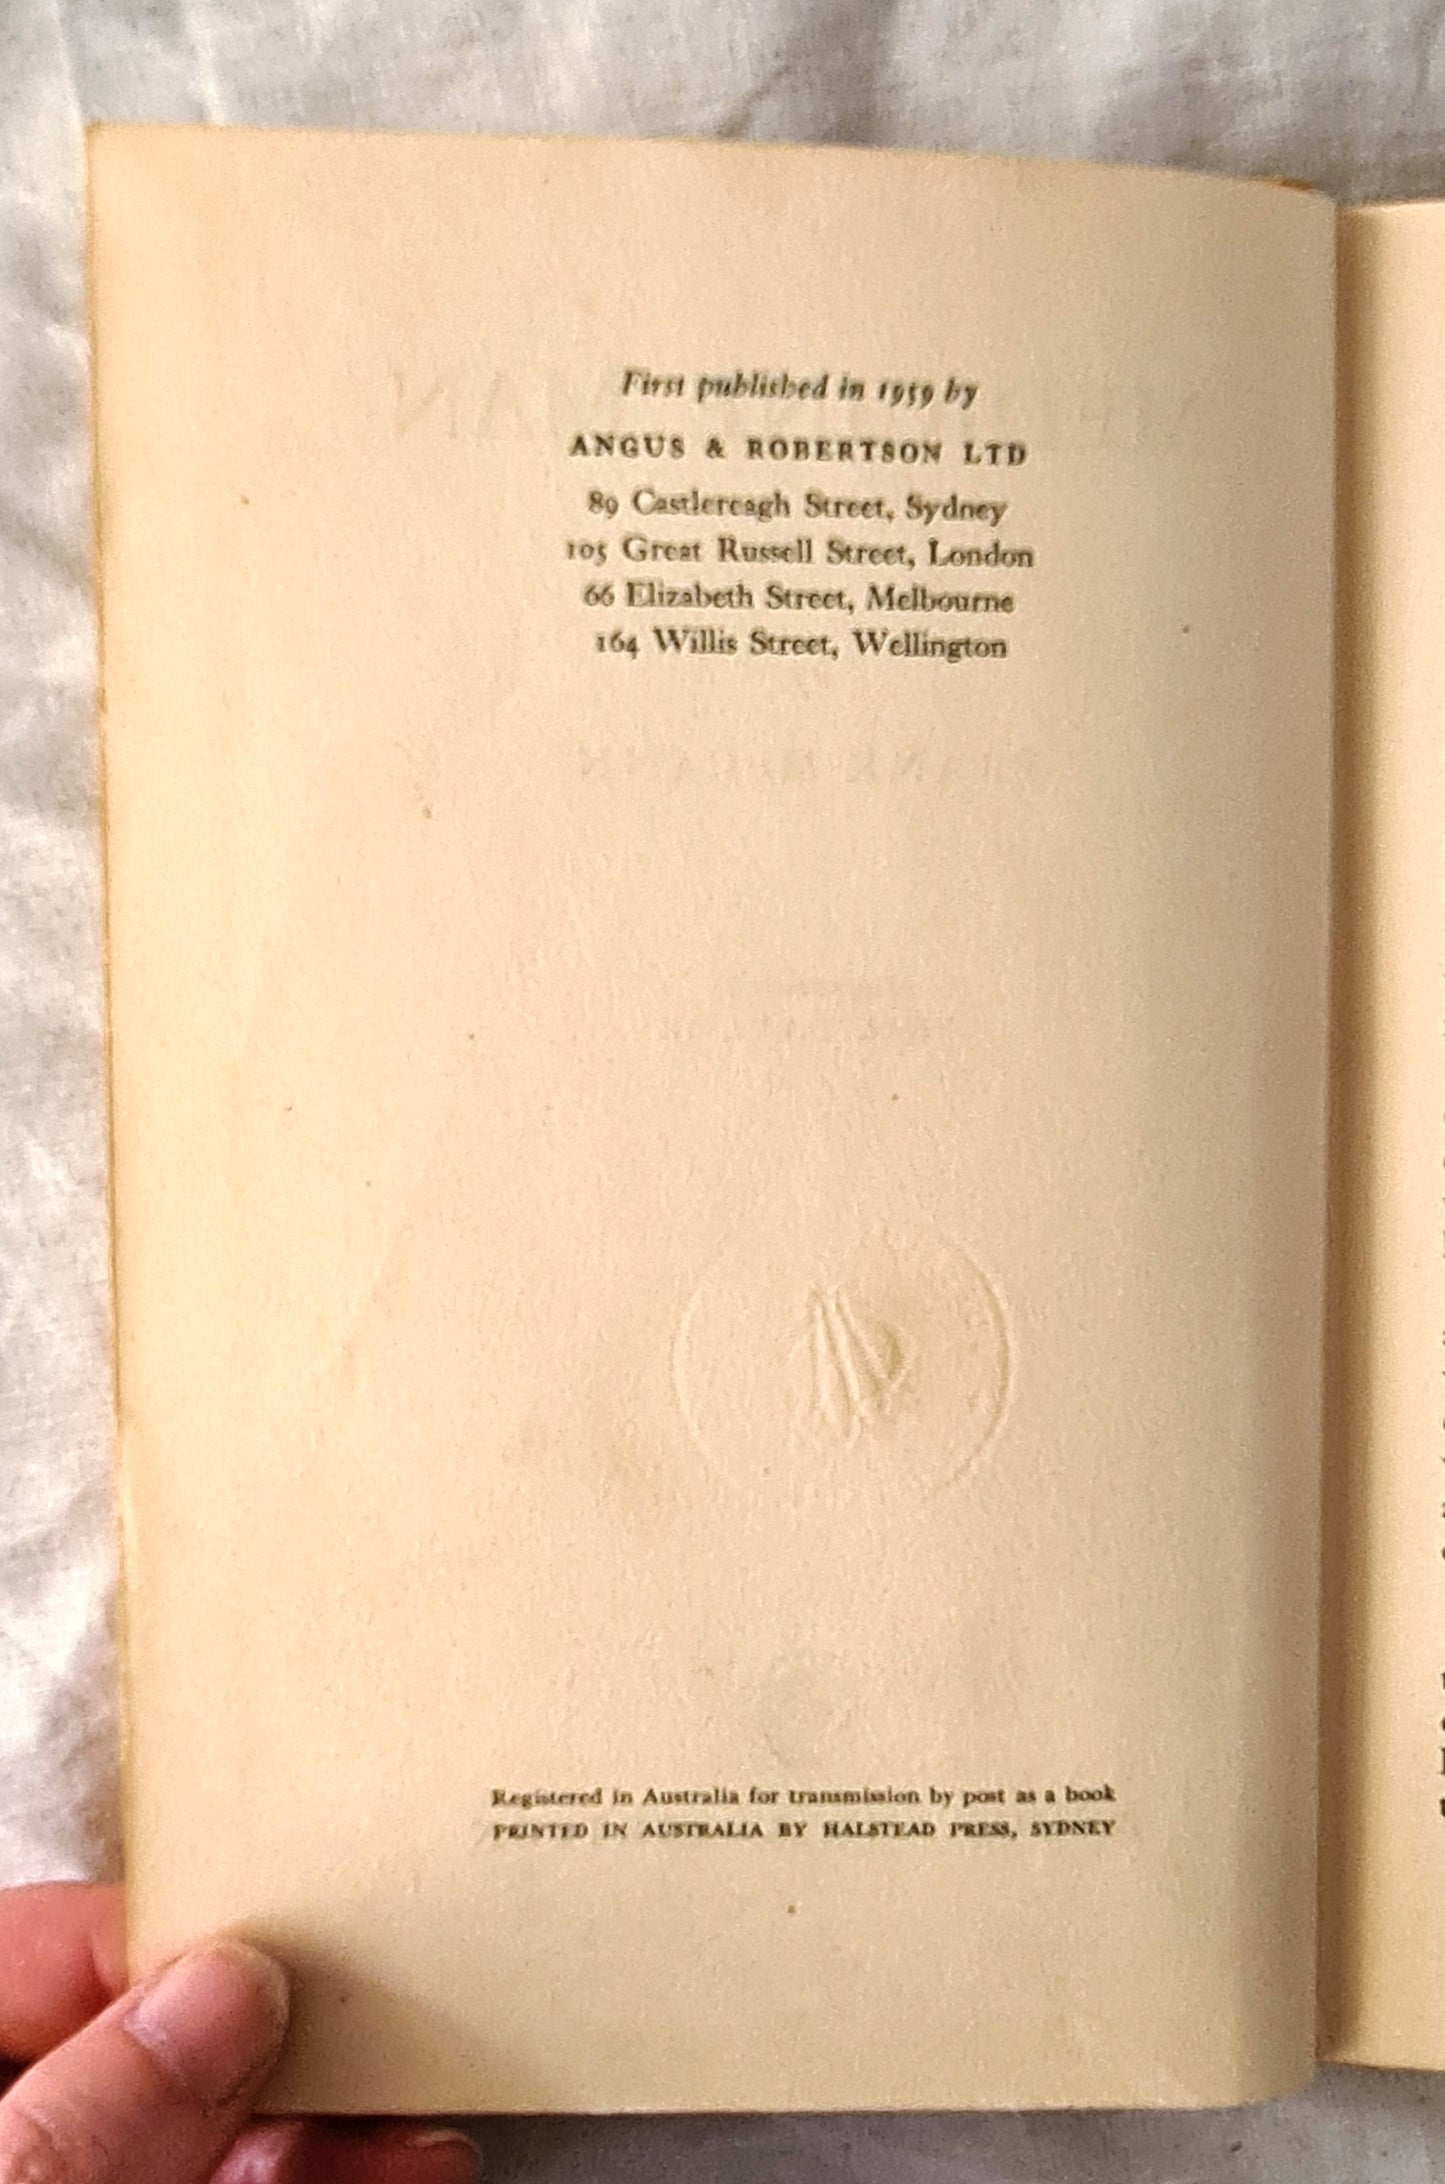 First published in 1959 by
ANGUS & ROBERTSON LTD
89 Castlereagh Street, Sydney
105 Great Russell Street, London
66 Elizabeth Street, Melbourne
164 Willis Street, Wellington
Registered in Australia for transmission by post as a book
PRINTED IN AUSTRALIA BY HALSTEAD PRESS, SYDNEY